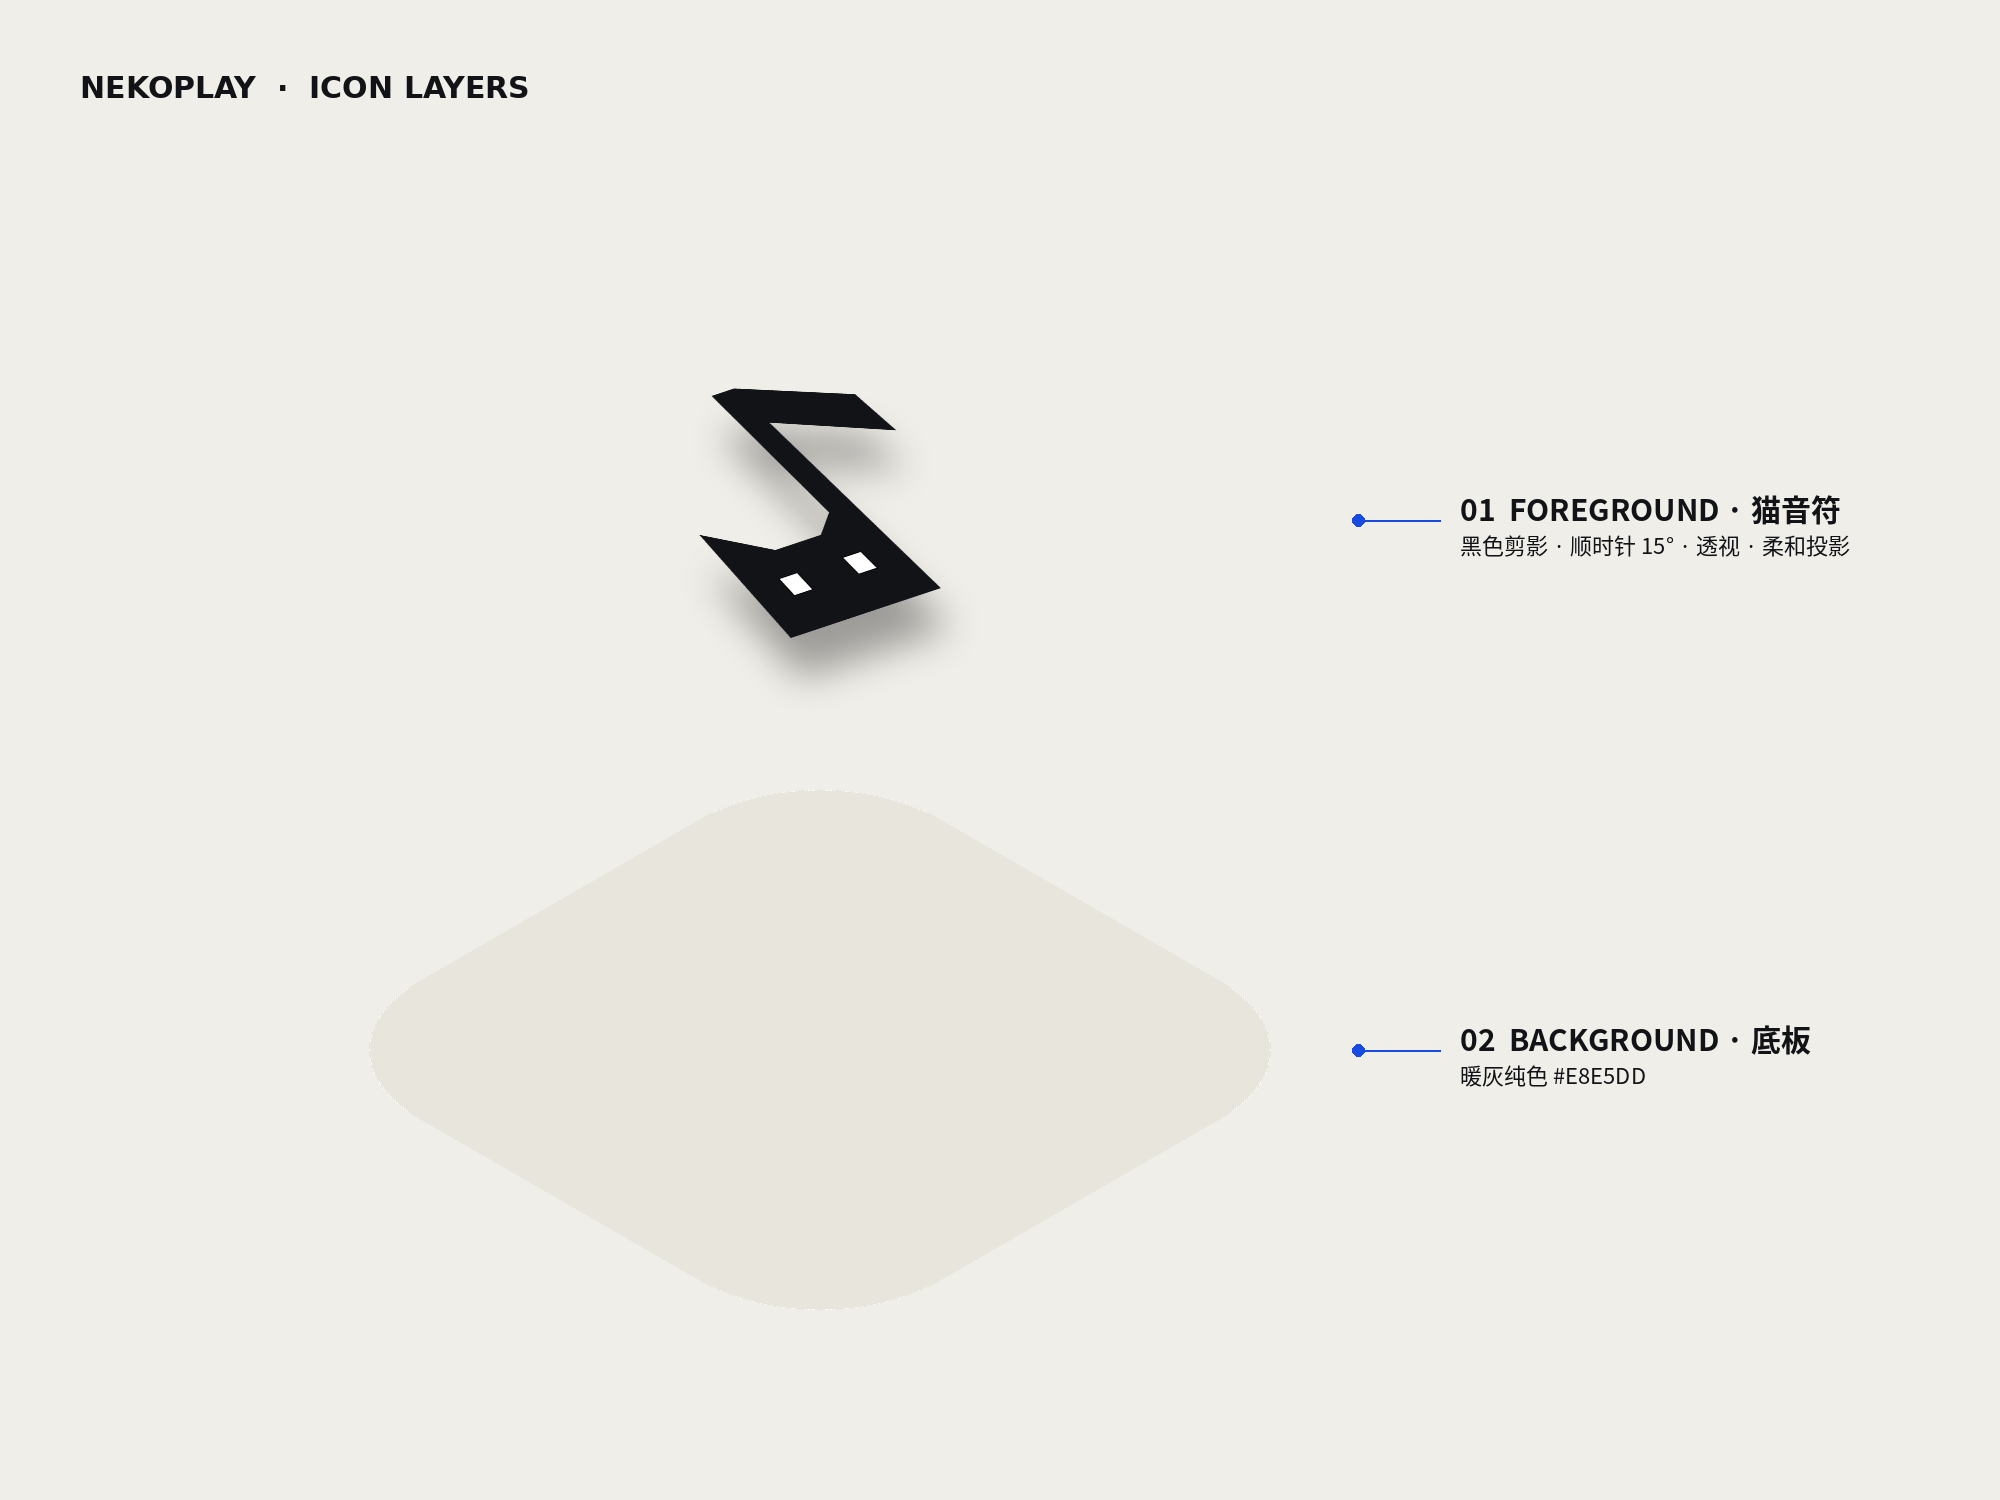 NEKOPLAY · ICON LAYERS
01 FOREGROUND · 猫音符
黑色剪影 · 顺时针 15° · 透视 · 柔和投影
02 BACKGROUND · 底板
暖灰纯色 #E8E5DD